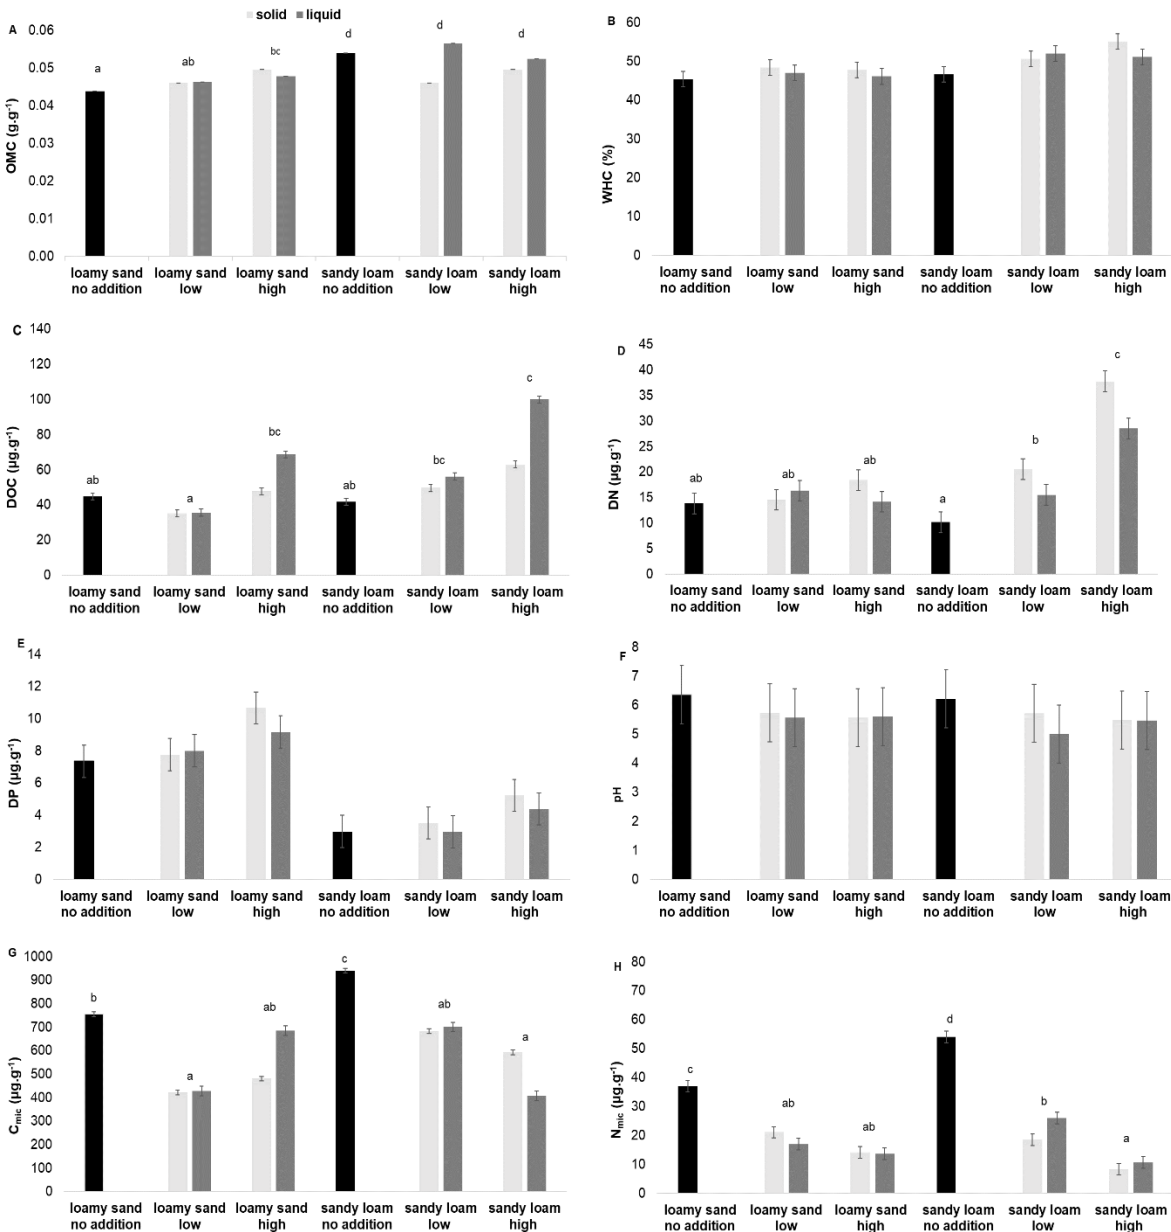 solid liquid
A
OMC (g.g-1)
0.06
0.05
0.04
0.03
0.02
0.01
0.00
a
ab
bc
d
d
d
loamy sand
no addition
loamy sand
low
loamy sand
high
sandy loam
no addition
sandy loam
low
sandy loam
high
B
WHC (%)
60
50
40
30
20
10
0
loamy sand
no addition
loamy sand
low
loamy sand
high
sandy loam
no addition
sandy loam
low
sandy loam
high
C
DOC (µg.g-1)
140
120
100
80
60
40
20
0
ab
a
bc
ab
bc
c
loamy sand
no addition
loamy sand
low
loamy sand
high
sandy loam
no addition
sandy loam
low
sandy loam
high
D
DN (µg.g-1)
45
40
35
30
25
20
15
10
5
0
ab
ab
ab
a
b
c
loamy sand
no addition
loamy sand
low
loamy sand
high
sandy loam
no addition
sandy loam
low
sandy loam
high
E
DP (µg.g-1)
14
12
10
8
6
4
2
0
loamy sand
no addition
loamy sand
low
loamy sand
high
sandy loam
no addition
sandy loam
low
sandy loam
high
F
pH
8
7
6
5
4
3
2
1
0
loamy sand
no addition
loamy sand
low
loamy sand
high
sandy loam
no addition
sandy loam
low
sandy loam
high
G
Cmic (µg.g-1)
1000
900
800
700
600
500
400
300
200
100
0
b
a
ab
c
ab
a
loamy sand
no addition
loamy sand
low
loamy sand
high
sandy loam
no addition
sandy loam
low
sandy loam
high
H
Nmic (µg.g-1)
80
70
60
50
40
30
20
10
0
c
ab
ab
d
b
a
loamy sand
no addition
loamy sand
low
loamy sand
high
sandy loam
no addition
sandy loam
low
sandy loam
high